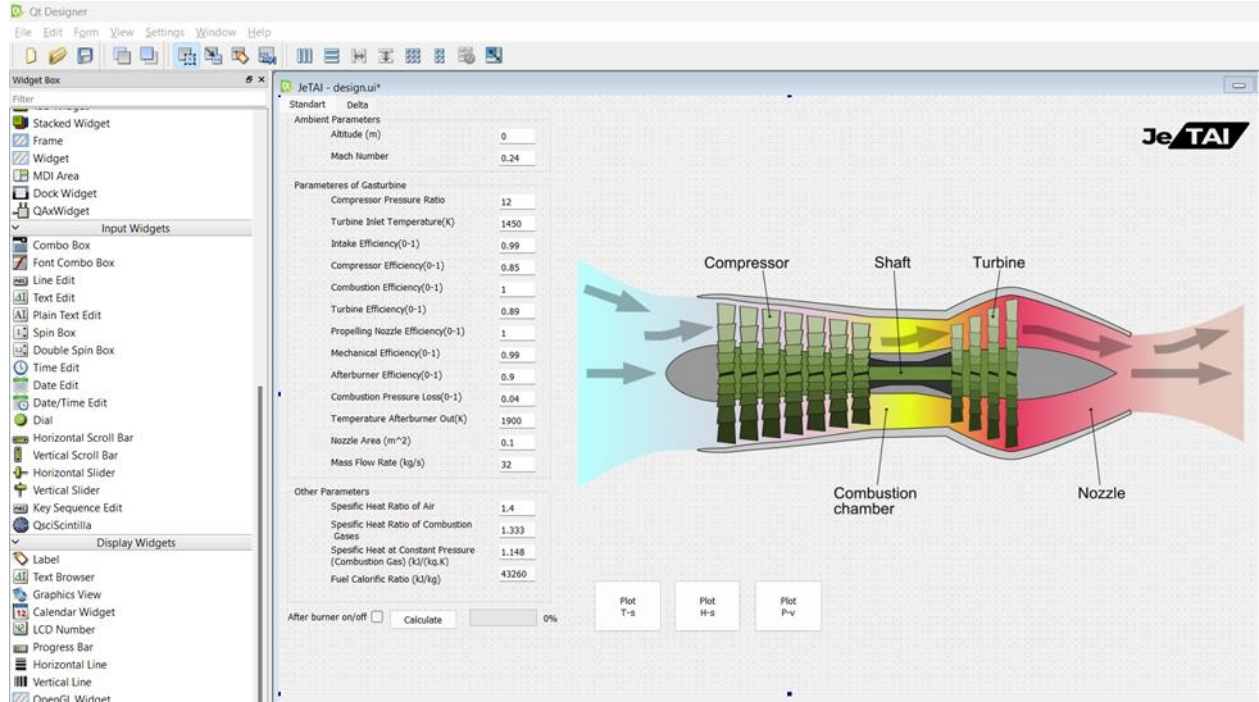 Qt Designer
File Edit Form View Settings Window Help
Widget Box
Filter
Stacked Widget
Frame
Widget
MDI Area
Dock Widget
QAxWidget
Input Widgets
Combo Box
Font Combo Box
Line Edit
Text Edit
Plain Text Edit
Spin Box
Double Spin Box
Time Edit
Date Edit
Date/Time Edit
Dial
Horizontal Scroll Bar
Vertical Scroll Bar
Horizontal Slider
Vertical Slider
Key Sequence Edit
QsciScintilla
Display Widgets
Label
Text Browser
Graphics View
Calendar Widget
LCD Number
Progress Bar
Horizontal Line
Vertical Line
OpenGL Widget
JeTAI - design.ui*
Standart Delta
Ambient Parameters
Altitude (m) 0
Mach Number 0.24
Parameteres of Gasturbine
Compressor Pressure Ratio 12
Turbine Inlet Temperature(K) 1450
Intake Efficiency(0-1) 0.99
Compressor Efficiency(0-1) 0.85
Combustion Efficiency(0-1) 1
Turbine Efficiency(0-1) 0.89
Propelling Nozzle Efficiency(0-1) 1
Mechanical Efficiency(0-1) 0.99
Afterburner Efficiency(0-1) 0.9
Combustion Pressure Loss(0-1) 0.04
Temperature Afterburner Out(K) 1900
Nozzle Area (m^2) 0.1
Mass Flow Rate (kg/s) 32
Other Parameters
Spesific Heat Ratio of Air 1.4
Spesific Heat Ratio of Combustion
Gases 1.333
Spesific Heat at Constant Pressure
(Combustion Gas) (kJ/(kg.K) 1.148
Fuel Calorific Ratio (kJ/kg) 43260
After burner on/off Calculate 0%
JeTAI
Compressor Shaft Turbine
Combustion
chamber
Nozzle
Plot
T-s
Plot
H-s
Plot
P-v